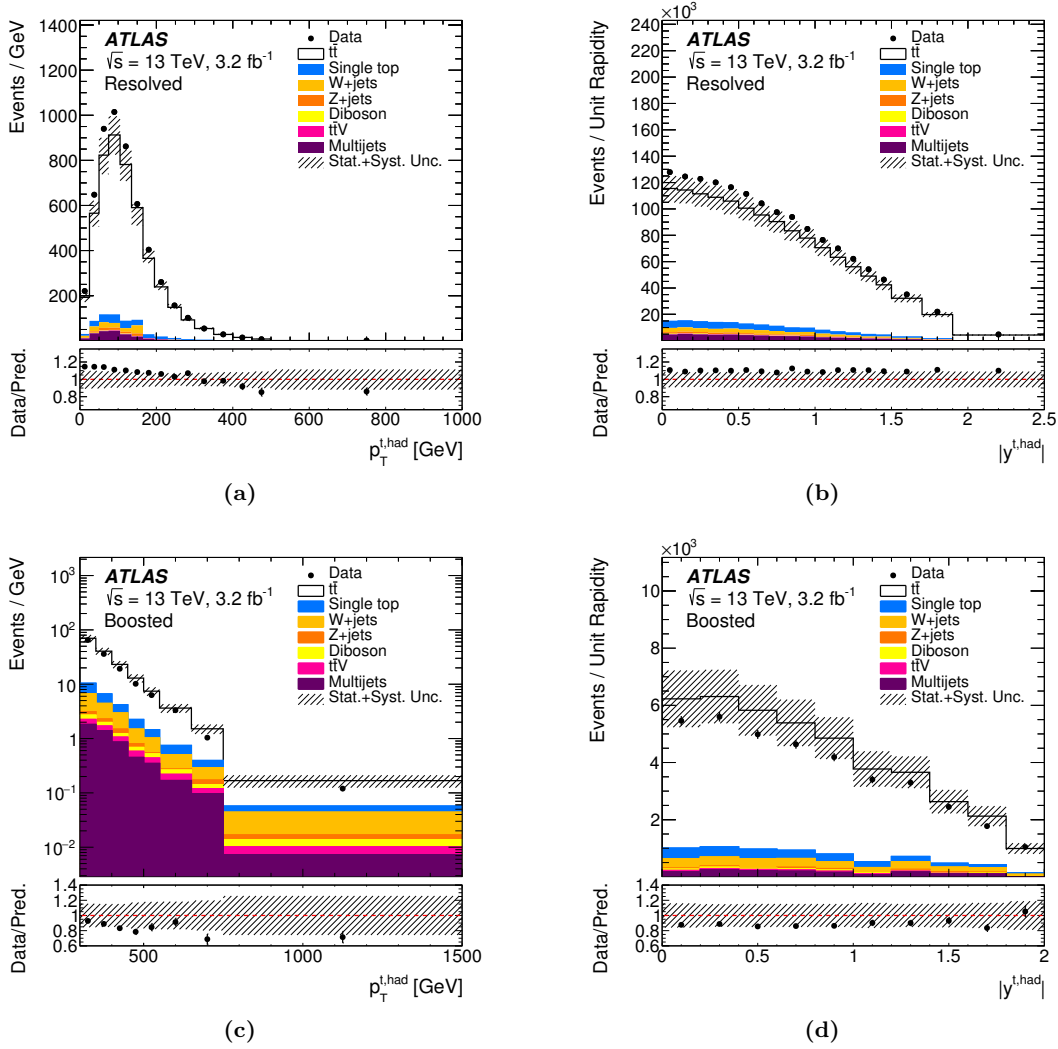 ATLAS
√s = 13 TeV, 3.2 fb-1
Resolved
Data
tt̄
Single top
W+jets
Z+jets
Diboson
tt̄V
Multijets
Stat.+Syst. Unc.
Events / GeV
1400
1200
1000
800
600
400
200
Data/Pred.
1.2
1
0.8
0 200 400 600 800 1000
p_T^t,had [GeV]
(a)
×10³
ATLAS
√s = 13 TeV, 3.2 fb-1
Resolved
Data
tt̄
Single top
W+jets
Z+jets
Diboson
tt̄V
Multijets
Stat.+Syst. Unc.
Events / Unit Rapidity
240
220
200
180
160
140
120
100
80
60
40
20
Data/Pred.
1.2
1
0.8
0 0.5 1 1.5 2 2.5
|y^t,had|
(b)
ATLAS
√s = 13 TeV, 3.2 fb-1
Boosted
Data
tt̄
Single top
W+jets
Z+jets
Diboson
tt̄V
Multijets
Stat.+Syst. Unc.
Events / GeV
10³
10²
10
1
10⁻¹
10⁻²
Data/Pred.
1.4
1.2
1
0.8
0.6
500 1000 1500
p_T^t,had [GeV]
(c)
×10³
ATLAS
√s = 13 TeV, 3.2 fb-1
Boosted
Data
tt̄
Single top
W+jets
Z+jets
Diboson
tt̄V
Multijets
Stat.+Syst. Unc.
Events / Unit Rapidity
10
8
6
4
2
Data/Pred.
1.4
1.2
1
0.8
0.6
0 0.5 1 1.5 2
|y^t,had|
(d)